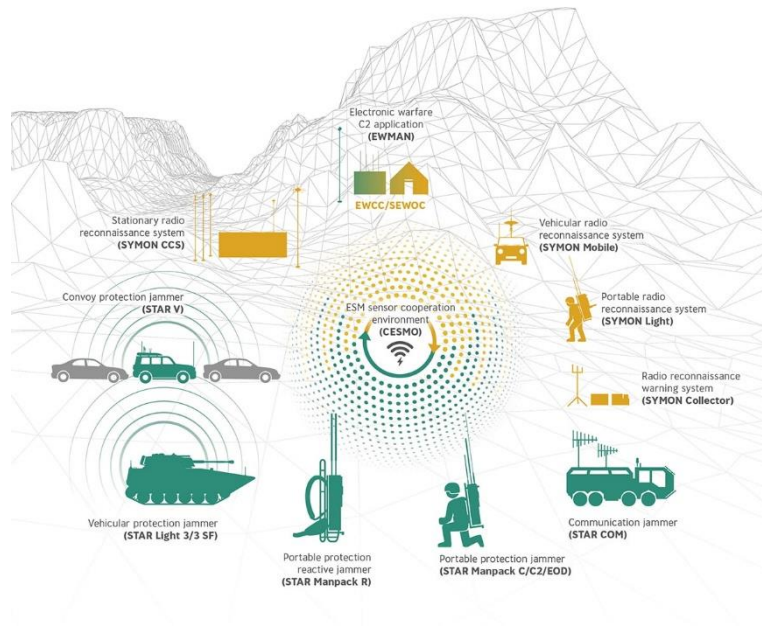 Electronic warfare
C2 application
(EWMAN)
EWCC/SEWOC
Stationary radio
reconnaissance system
(SYMON CCS)
Vehicular radio
reconnaissance system
(SYMON Mobile)
Convoy protection jammer
(STAR V)
ESM sensor cooperation
environment
(CESMO)
Portable radio
reconnaissance system
(SYMON Light)
Radio reconnaissance
warning system
(SYMON Collector)
Vehicular protection jammer
(STAR Light 3/3 SF)
Portable protection
reactive jammer
(STAR Manpack R)
Portable protection jammer
(STAR Manpack C/C2/EOD)
Communication jammer
(STAR COM)